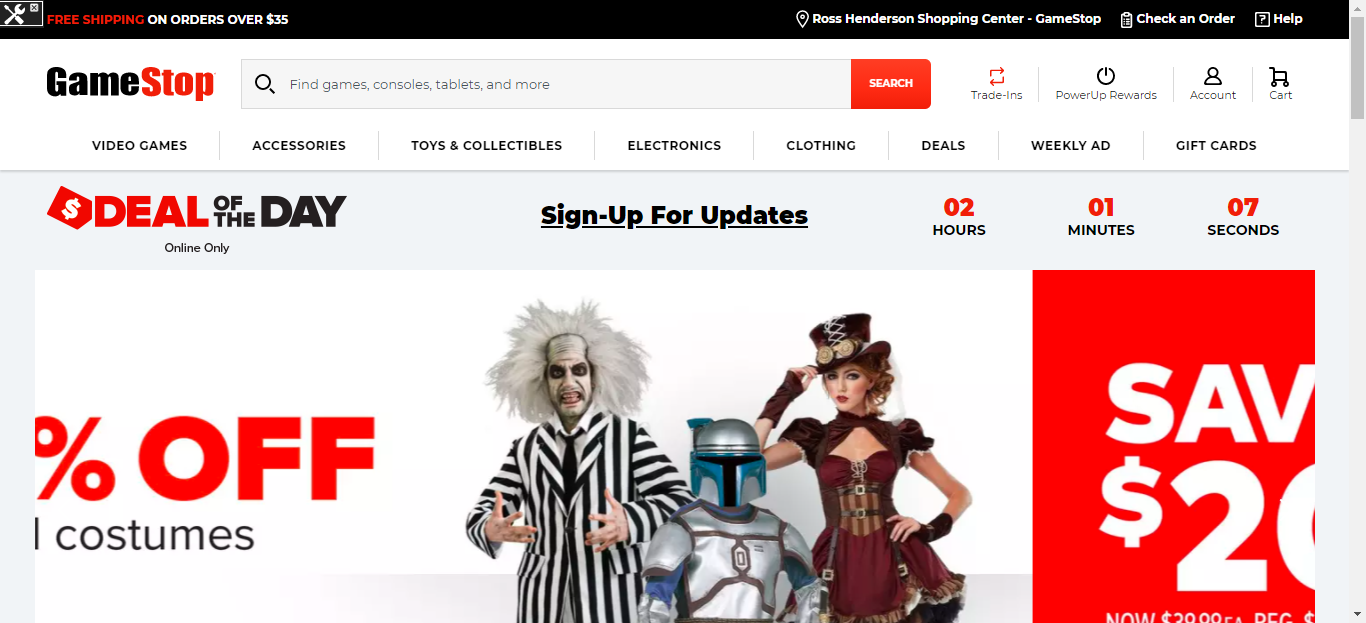 FREE SHIPPING ON ORDERS OVER $35
Ross Henderson Shopping Center - GameStop
Check an Order
Help
GameStop
Find games, consoles, tablets, and more
SEARCH
Trade-Ins
PowerUp Rewards
Account
Cart
VIDEO GAMES
ACCESSORIES
TOYS & COLLECTIBLES
ELECTRONICS
CLOTHING
DEALS
WEEKLY AD
GIFT CARDS
$ DEAL OF THE DAY
Online Only
Sign-Up For Updates
02
HOURS
01
MINUTES
07
SECONDS
% OFF
costumes
SAV
$20
NOW $39.99 EA. REG. $